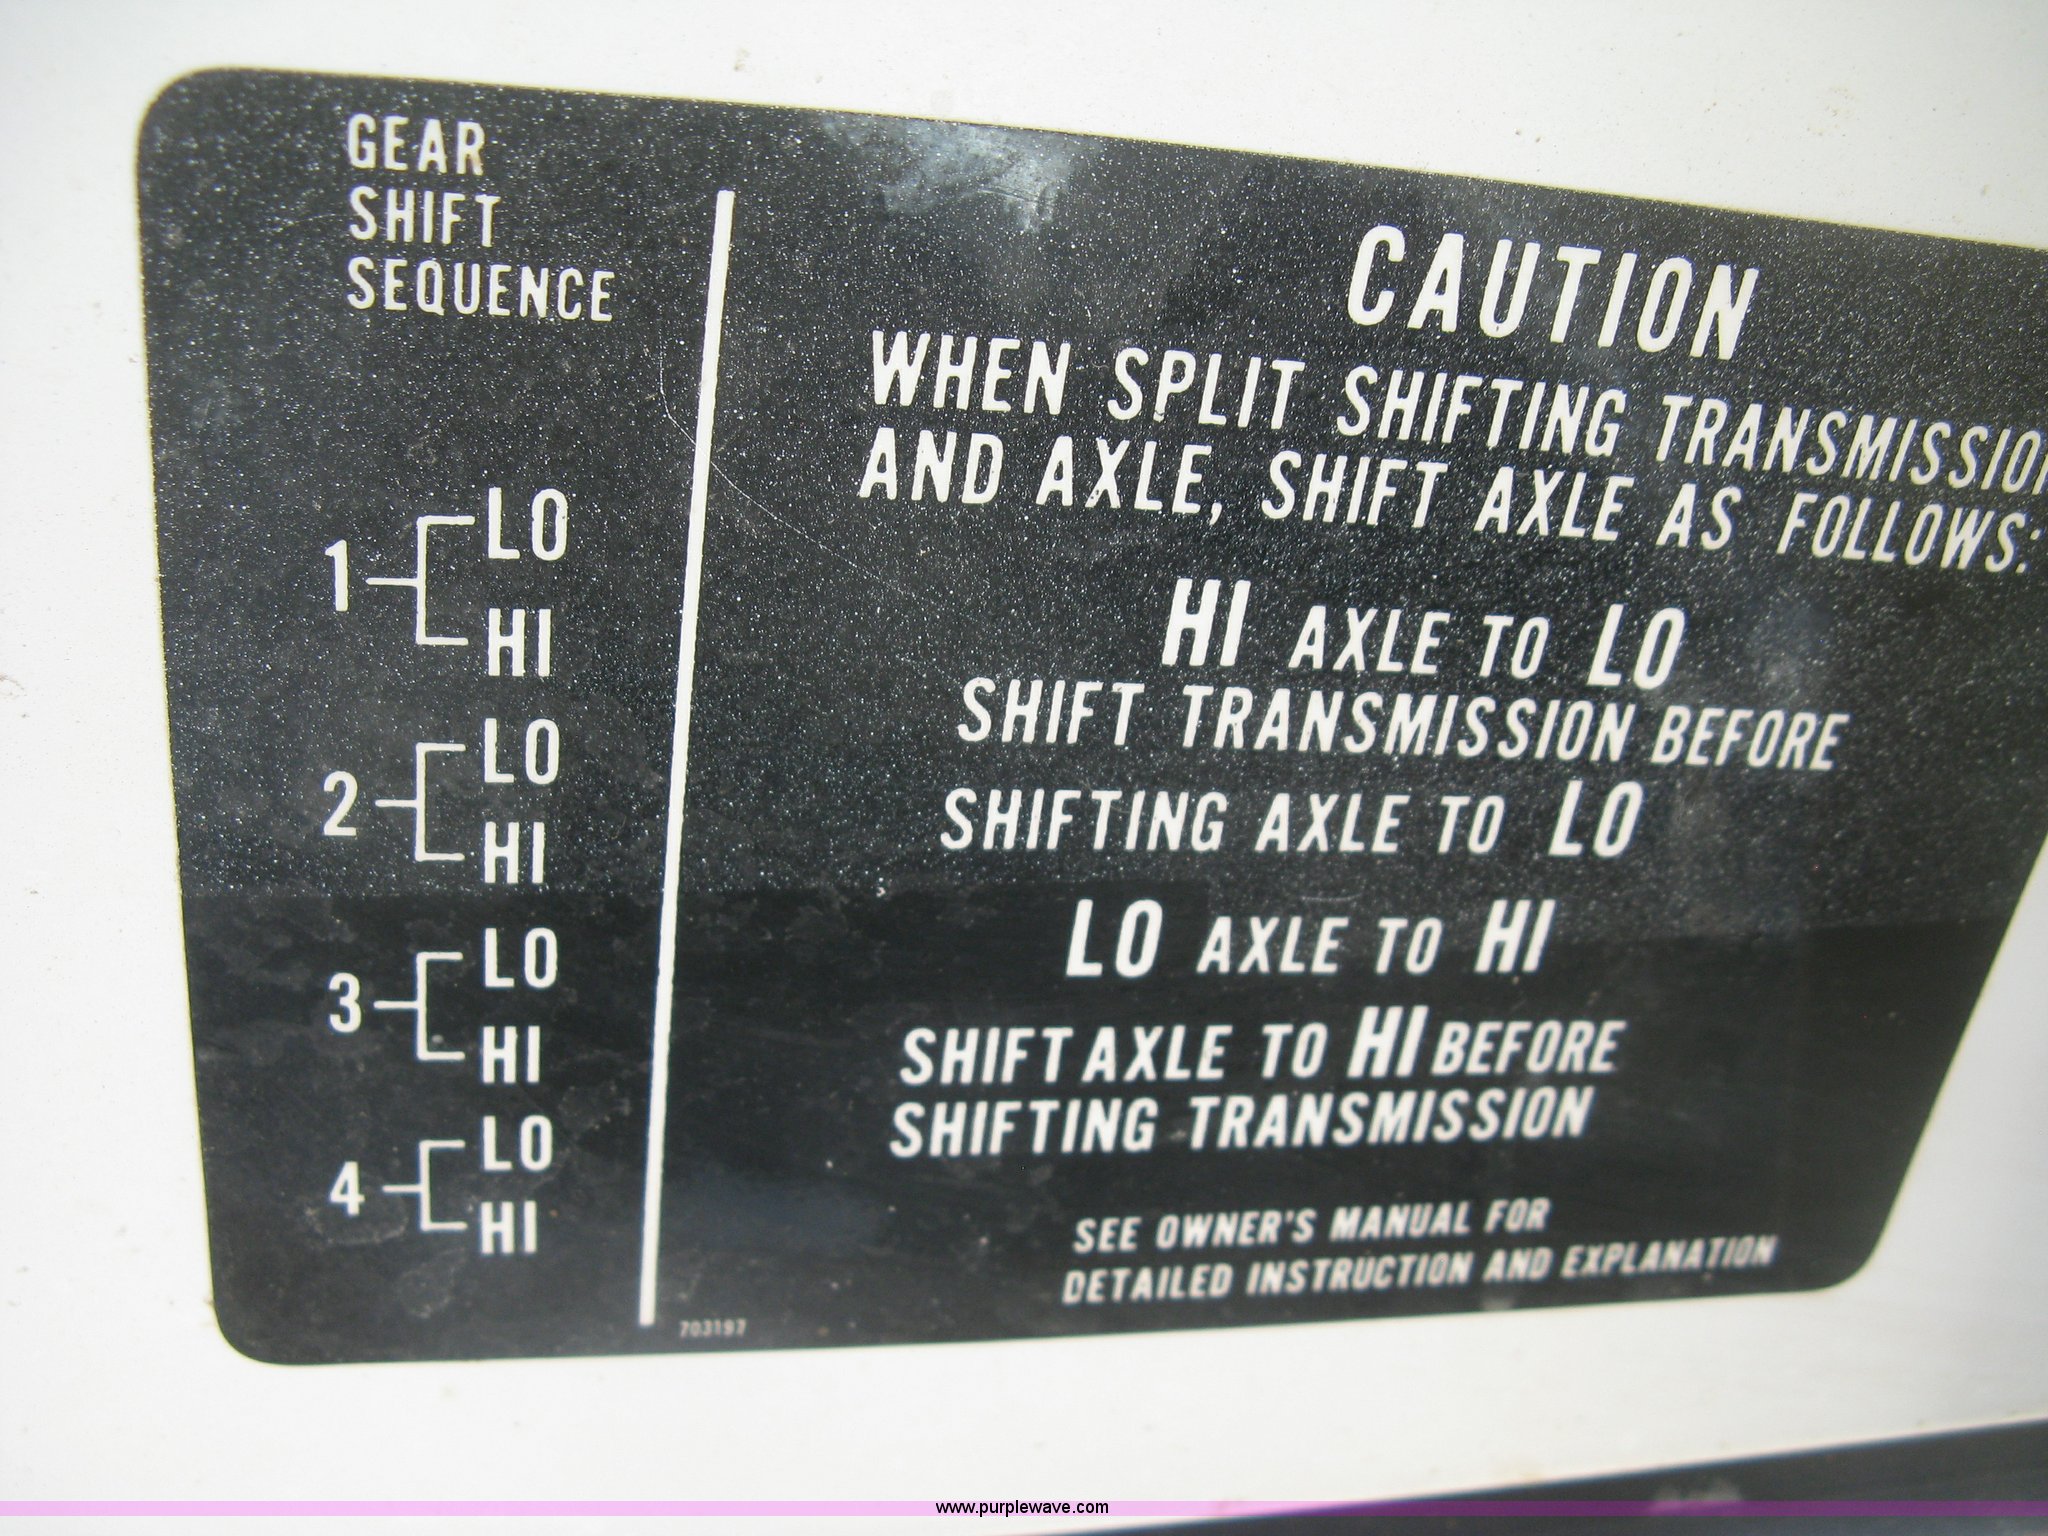 GEAR
SHIFT
SEQUENCE
1
LO
HI
2
LO
HI
3
LO
HI
4
LO
HI
CAUTION
WHEN SPLIT SHIFTING TRANSMISSION
AND AXLE, SHIFT AXLE AS FOLLOWS:
HI AXLE TO LO
SHIFT TRANSMISSION BEFORE
SHIFTING AXLE TO LO
LO AXLE TO HI
SHIFT AXLE TO HI BEFORE
SHIFTING TRANSMISSION
SEE OWNER'S MANUAL FOR
DETAILED INSTRUCTION AND EXPLANATION
703197
www.purplewave.com